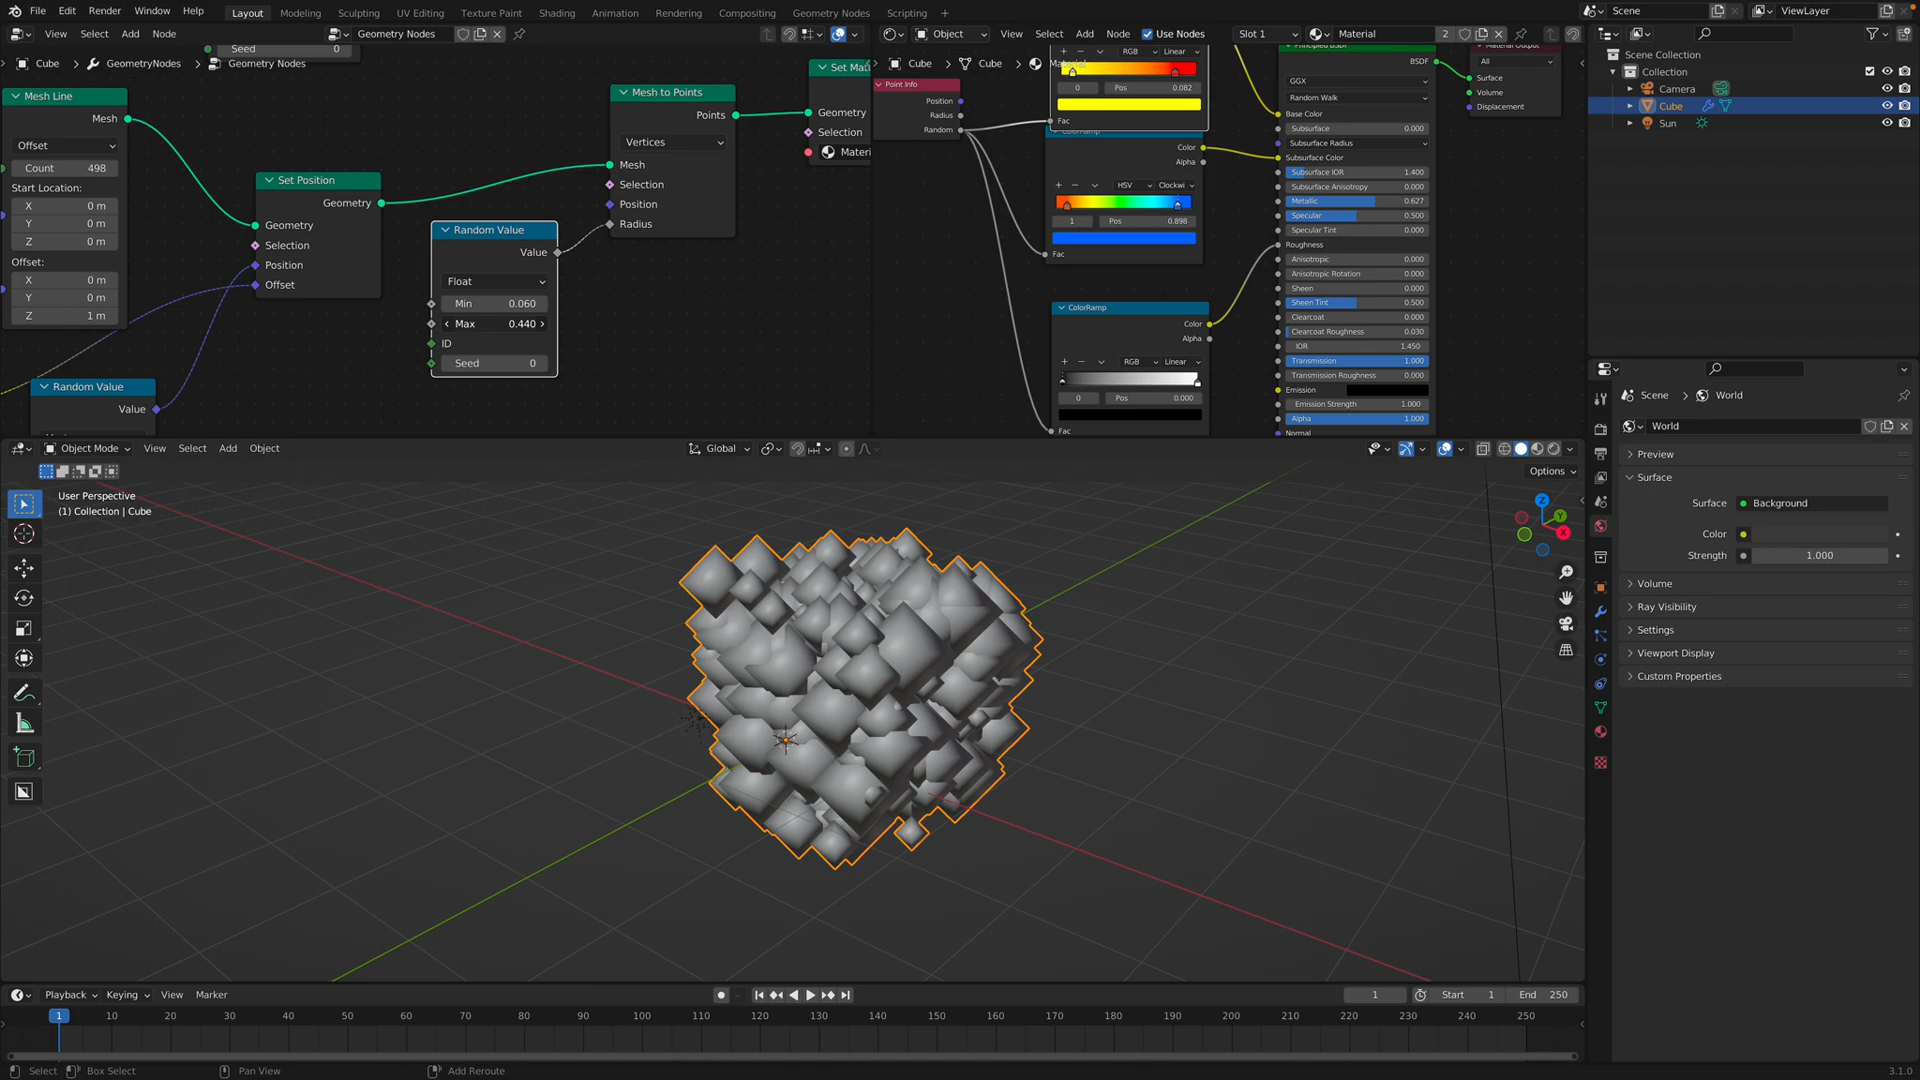 File Edit Render Window Help Layout Modeling Sculpting UV Editing Texture Paint Shading Animation Rendering Compositing Geometry Nodes Scripting + Scene ViewLayer
View Select Add Node Geometry Nodes
Object View Select Add Node Use Nodes Slot 1 Material 2
Seed 0
Cube GeometryNodes Geometry Nodes
Cube Cube
Mesh Line
Mesh
Offset
Count 498
Start Location:
X 0 m
Y 0 m
Z 0 m
Offset:
X 0 m
Y 0 m
Z 1 m
Random Value
Value
Set Position
Geometry
Geometry
Selection
Position
Offset
Random Value
Value
Float
Min 0.060
Max 0.440
ID
Seed 0
Mesh to Points
Points
Vertices
Mesh
Selection
Position
Radius
Set Mat
Geometry
Selection
Materi
Point Info
Position
Radius
Random
RGB Linear
0 Pos 0.082
Fac
ColorRamp
Color
Alpha
HSV Clockwi
1 Pos 0.898
Fac
ColorRamp
Color
Alpha
RGB Linear
0 Pos 0.000
Fac
Principled BSDF
BSDF
GGX
Random Walk
Base Color
Subsurface 0.000
Subsurface Radius
Subsurface Color
Subsurface IOR 1.400
Subsurface Anisotropy 0.000
Metallic 0.627
Specular 0.500
Specular Tint 0.000
Roughness
Anisotropic 0.000
Anisotropic Rotation 0.000
Sheen 0.000
Sheen Tint 0.500
Clearcoat 0.000
Clearcoat Roughness 0.030
IOR 1.450
Transmission 1.000
Transmission Roughness 0.000
Emission
Emission Strength 1.000
Alpha 1.000
Normal
Material Output
All
Surface
Volume
Displacement
Scene Collection
Collection
Camera
Cube
Sun
Scene World
World
Preview
Surface
Surface Background
Color
Strength 1.000
Volume
Ray Visibility
Settings
Viewport Display
Custom Properties
Object Mode View Select Add Object Global
Options
User Perspective
(1) Collection | Cube
Z
Y
X
Playback Keying View Marker 1 Start 1 End 250
1 10 20 30 40 50 60 70 80 90 100 110 120 130 140 150 160 170 180 190 200 210 220 230 240 250
Select Box Select Pan View Add Reroute 3.1.0